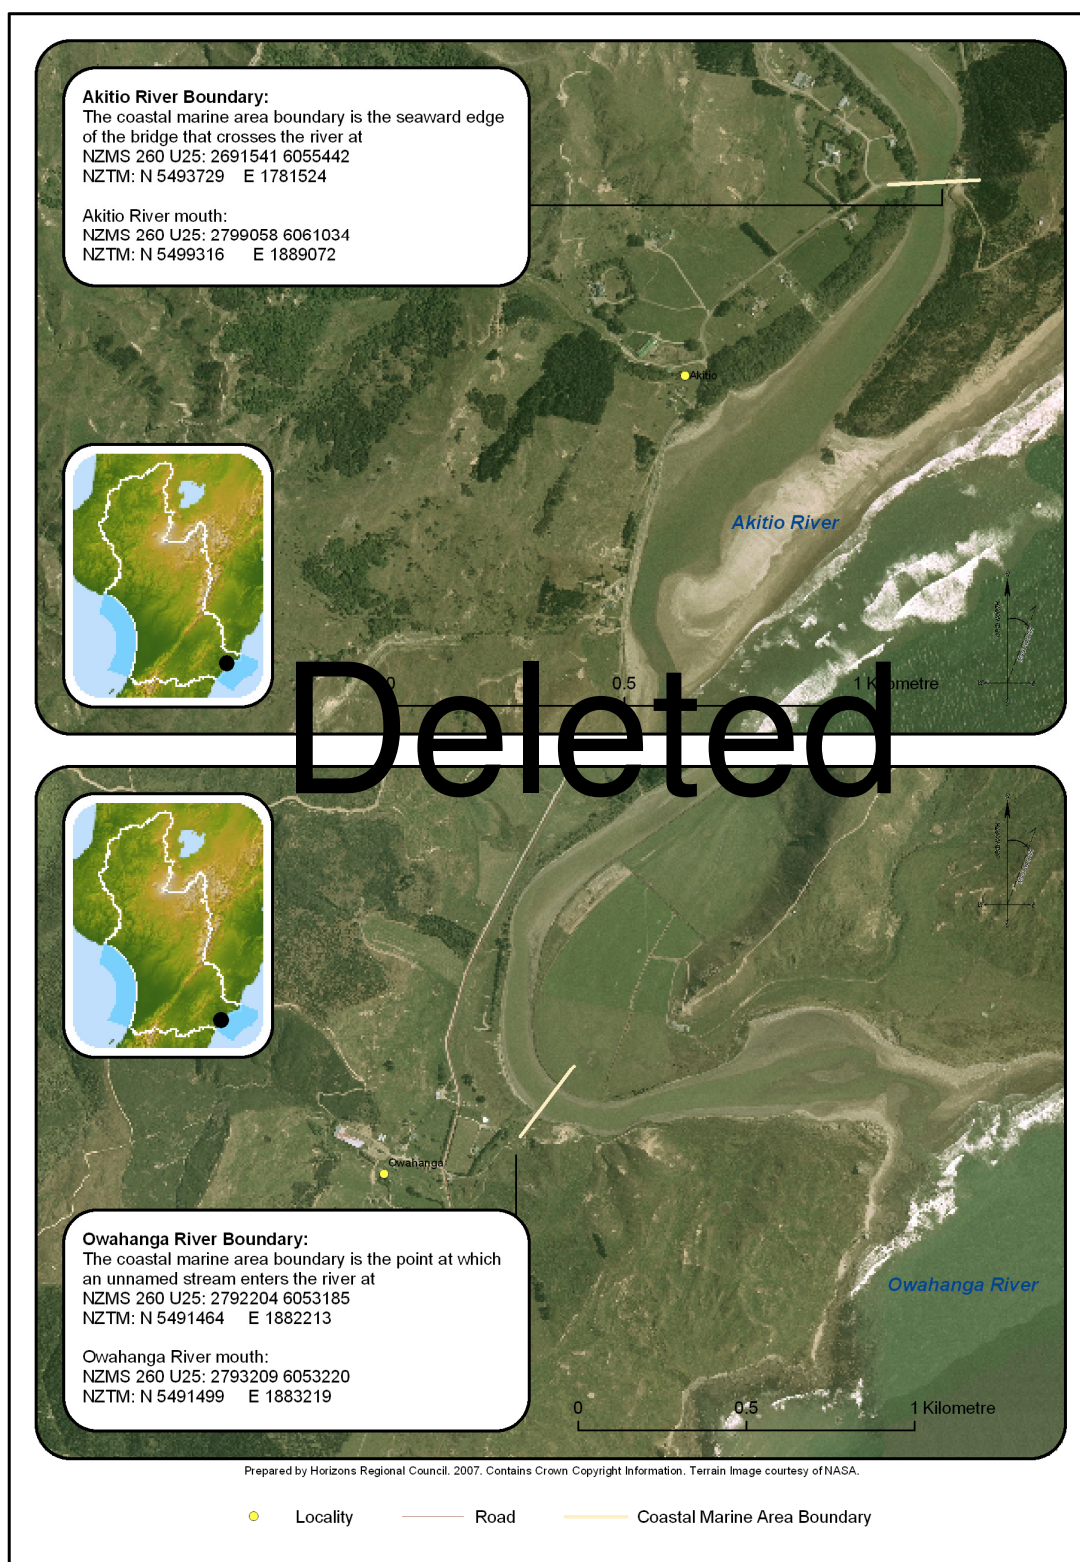 Akitio River Boundary:
The coastal marine area boundary is the seaward edge
of the bridge that crosses the river at
NZMS 260 U25: 2691541 6055442
NZTM: N 5493729 E 1781524
Akitio River mouth:
NZMS 260 U25: 2799058 6061034
NZTM: N 5499316 E 1889072
Akitio
Akitio River
0 0.5 1 Kilometre
Deleted
Owahanga
Owahanga River Boundary:
The coastal marine area boundary is the point at which
an unnamed stream enters the river at
NZMS 260 U25: 2792204 6053185
NZTM: N 5491464 E 1882213
Owahanga River mouth:
NZMS 260 U25: 2793209 6053220
NZTM: N 5491499 E 1883219
Owahanga River
0 0.5 1 Kilometre
Prepared by Horizons Regional Council. 2007. Contains Crown Copyright Information. Terrain Image courtesy of NASA.
Locality Road Coastal Marine Area Boundary